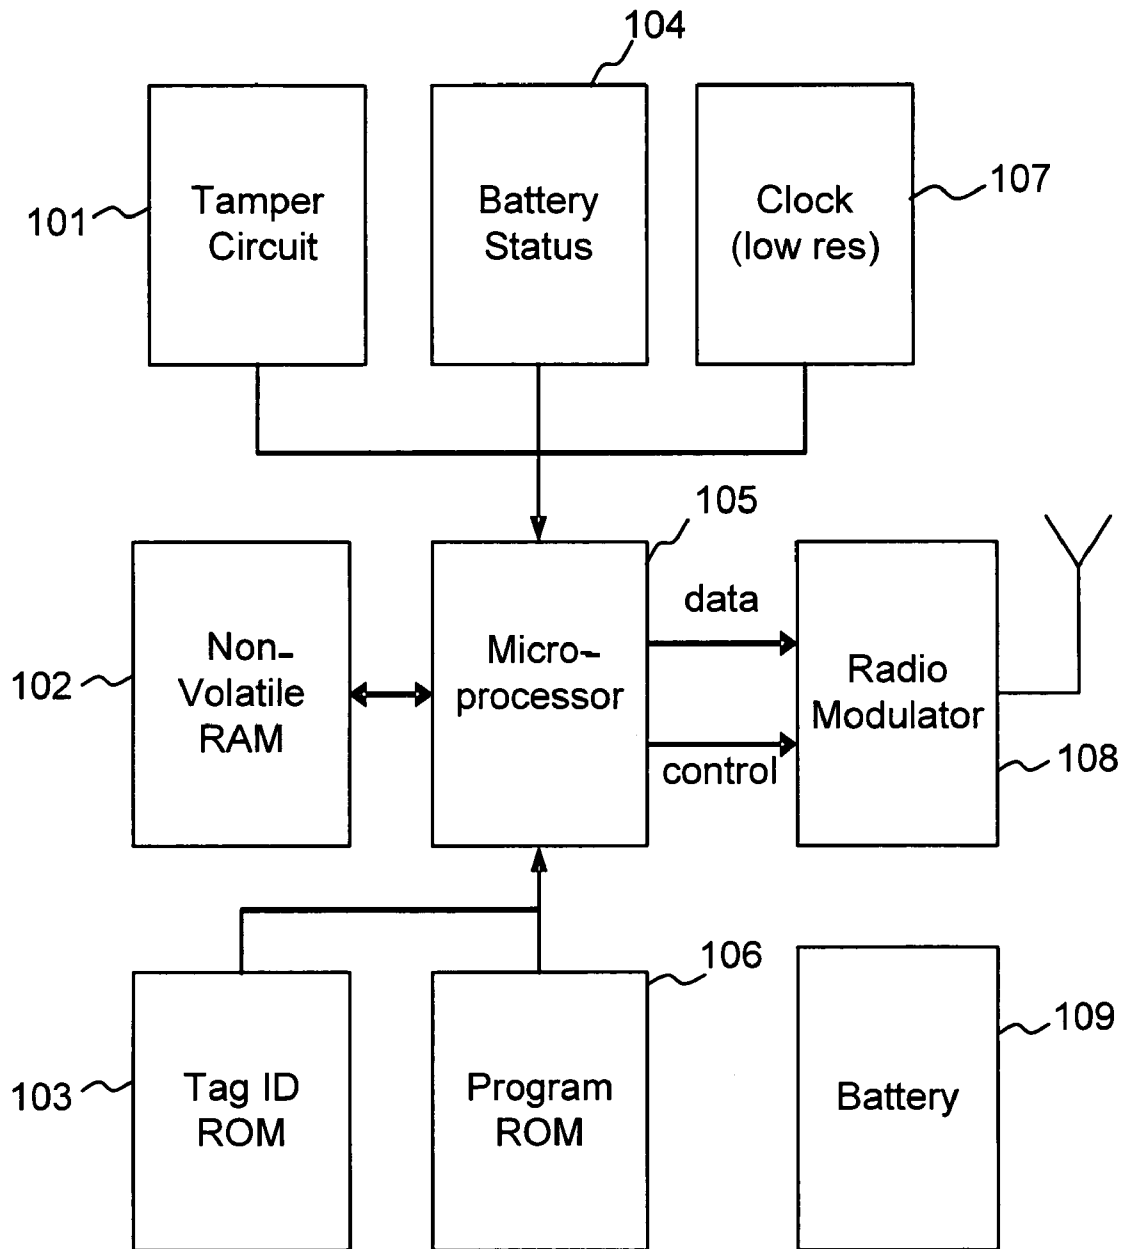 104
101
Tamper
Circuit
Battery
Status
Clock
(low res)
107
105
102
Non-
Volatile
RAM
Micro-
processor
data
control
Radio
Modulator
108
103
Tag ID
ROM
Program
ROM
106
Battery
109